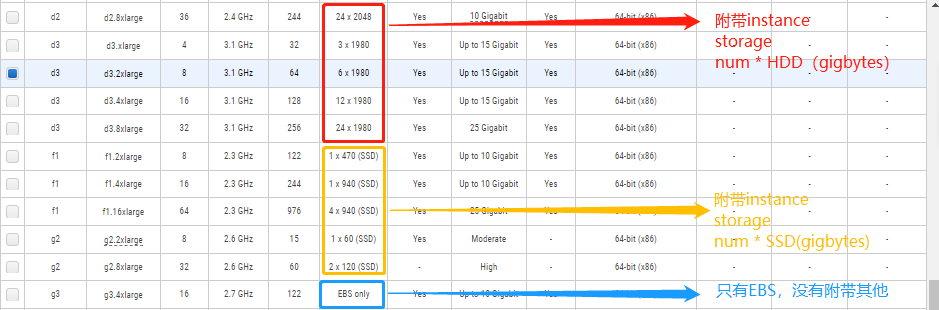 d2 d2.8xlarge 36 2.4 GHz 244 24 x 2048 Yes 10 Gigabit Yes 64-bit (x86) - - -
d3 d3.xlarge 4 3.1 GHz 32 3 x 1980 Yes Up to 15 Gigabit Yes 64-bit (x86) - - -
d3 d3.2xlarge 8 3.1 GHz 64 6 x 1980 Yes Up to 15 Gigabit Yes 64-bit (x86) - - -
d3 d3.4xlarge 16 3.1 GHz 128 12 x 1980 Yes Up to 15 Gigabit Yes 64-bit (x86) - - -
d3 d3.8xlarge 32 3.1 GHz 256 24 x 1980 Yes 25 Gigabit Yes 64-bit (x86) - - -
f1 f1.2xlarge 8 2.3 GHz 122 1 x 470 (SSD) Yes Up to 10 Gigabit Yes 64-bit (x86) - - -
f1 f1.4xlarge 16 2.3 GHz 244 1 x 940 (SSD) Yes Up to 10 Gigabit Yes 64-bit (x86) - - -
f1 f1.16xlarge 64 2.3 GHz 976 4 x 940 (SSD) Yes 25 Gigabit Yes 64-bit (x86) - - -
g2 g2.2xlarge 8 2.6 GHz 15 1 x 60 (SSD) Yes Moderate - 64-bit (x86) - - -
g2 g2.8xlarge 32 2.6 GHz 60 2 x 120 (SSD) - High - 64-bit (x86) - - -
g3 g3.4xlarge 16 2.7 GHz 122 EBS only Yes Up to 10 Gigabit Yes 64-bit (x86) - - -
附带instance
storage
num * HDD（gigbytes）
附带instance
storage
num * SSD(gigbytes)
只有EBS，没有附带其他